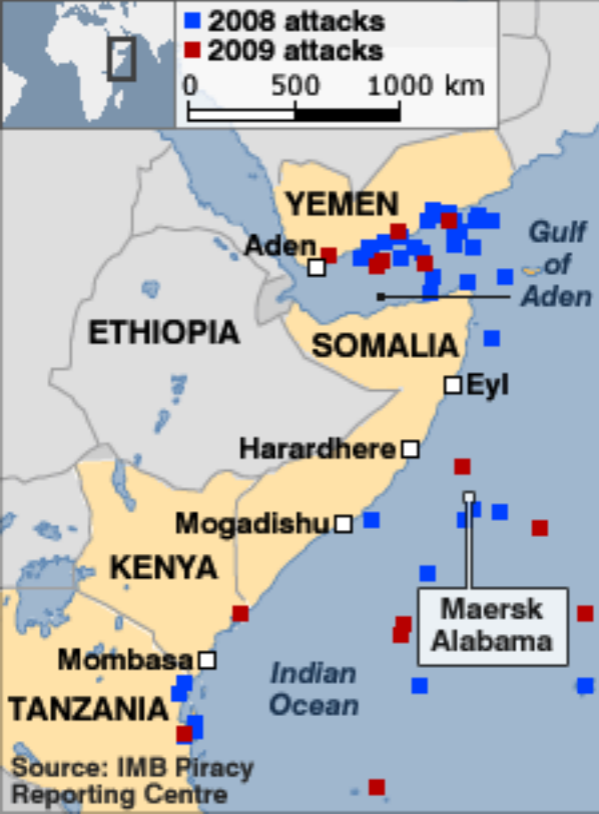 2008 attacks
2009 attacks
0 500 1000 km
YEMEN
Aden
Gulf
of
Aden
ETHIOPIA
SOMALIA
Eyl
Harardhere
Mogadishu
KENYA
Maersk
Alabama
Mombasa
Indian
Ocean
TANZANIA
Source: IMB Piracy
Reporting Centre